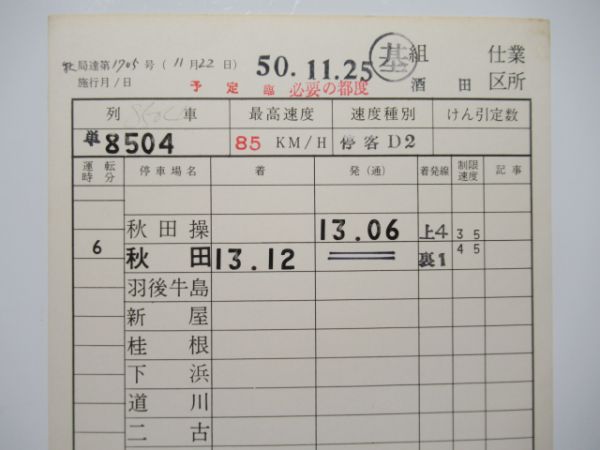 局達第1705号(11月22日) 50.11.25 基組 仕業
施行月/日 予定臨 必要の都度 酒田区所
列車 最高速度 速度種別 けん引定数
単8504 85 KM/H 停客D2
運転時分 停車場名 着 発(通) 着発線 制限速度 記事
秋田操 13.06 上4 35
6 秋田 13.12 裏1 45
羽後牛島
新屋
桂根
下浜
道川
二古